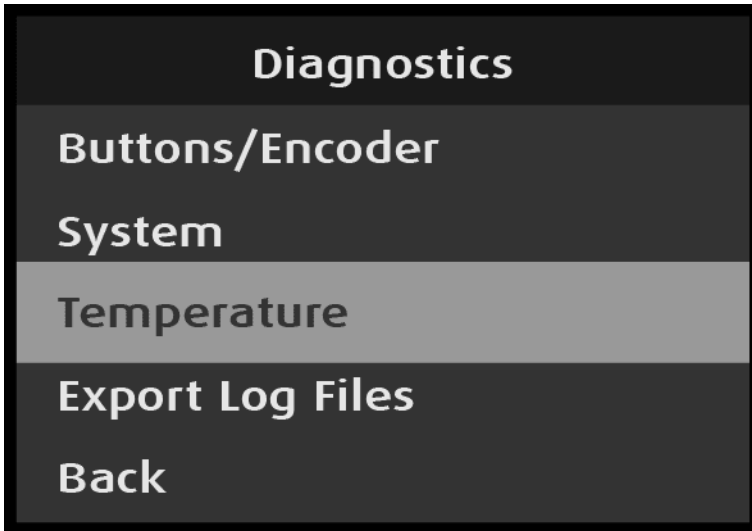 Diagnostics
Buttons/Encoder
System
Temperature
Export Log Files
Back